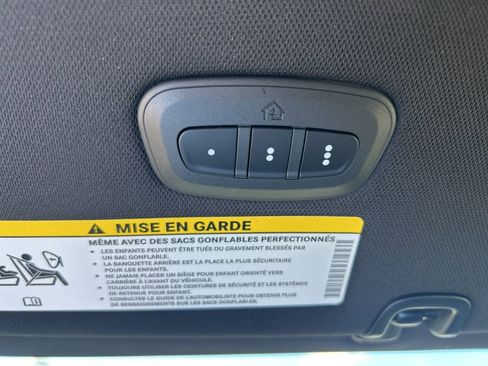 MISE EN GARDE
MÊME AVEC DES SACS GONFLABLES PERFECTIONNÉS
• LES ENFANTS PEUVENT ÊTRE TUÉS OU GRAVEMENT BLESSÉS PAR
UN SAC GONFLABLE.
• LA BANQUETTE ARRIÈRE EST LA PLACE LA PLUS SÉCURITAIRE
POUR LES ENFANTS.
• NE JAMAIS PLACER UN SIÈGE POUR ENFANT ORIENTÉ VERS
L'ARRIÈRE À L'AVANT DU VÉHICULE.
• TOUJOURS UTILISER LES CEINTURES DE SÉCURITÉ ET LES SYSTÈMES
DE RETENUE POUR ENFANT.
• CONSULTER LE GUIDE DE L'AUTOMOBILISTE POUR OBTENIR PLUS
DE RENSEIGNEMENTS SUR LES SACS GONFLABLES.